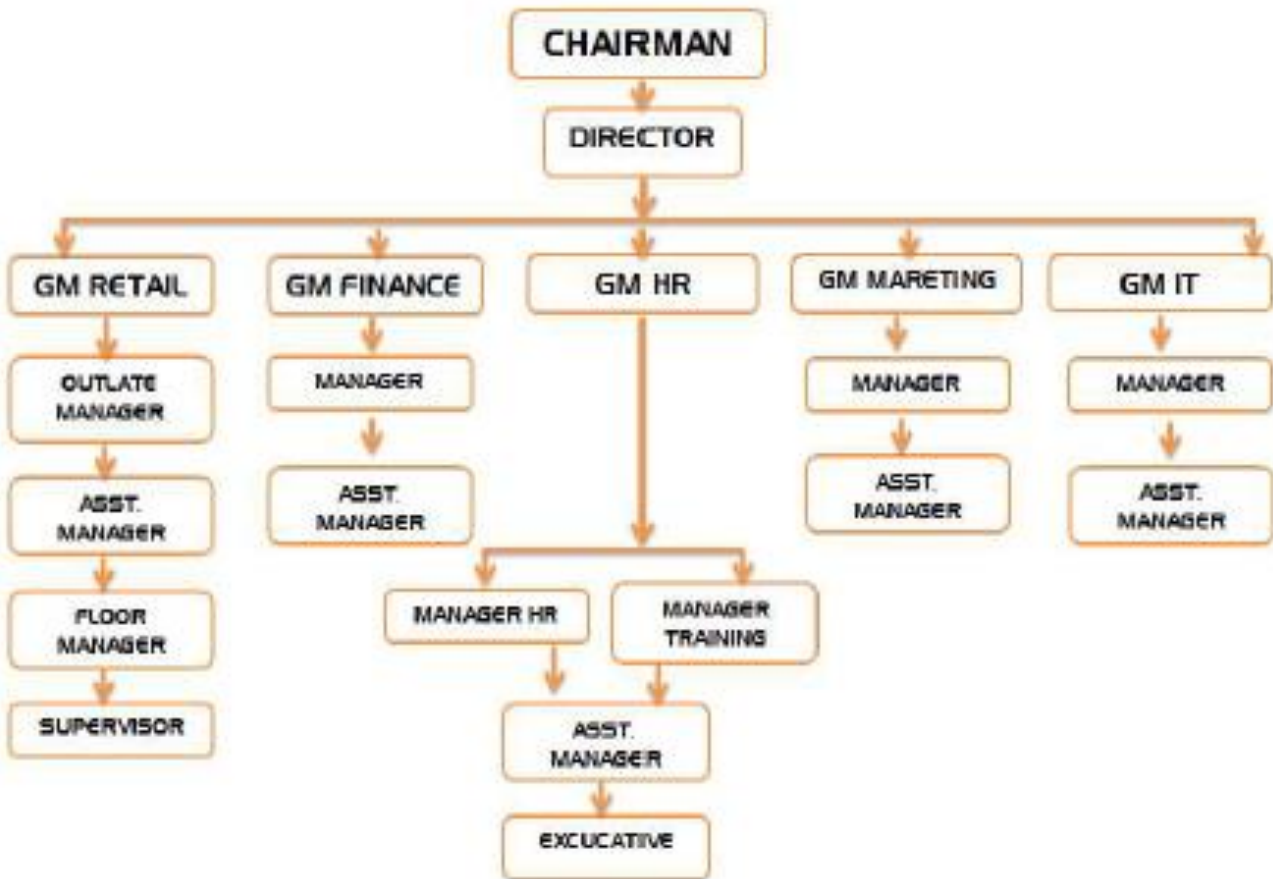 CHAIRMAN
DIRECTOR
GM RETAIL
GM FINANCE
GM HR
GM MARETING
GM IT
OUTLATE
MANAGER
MANAGER
MANAGER
MANAGER
ASST.
MANAGER
ASST.
MANAGER
ASST.
MANAGER
ASST.
MANAGER
FLOOR
MANAGER
MANAGER HR
MANAGER
TRAINING
SUPERVISOR
ASST.
MANAGER
EXCUCATIVE